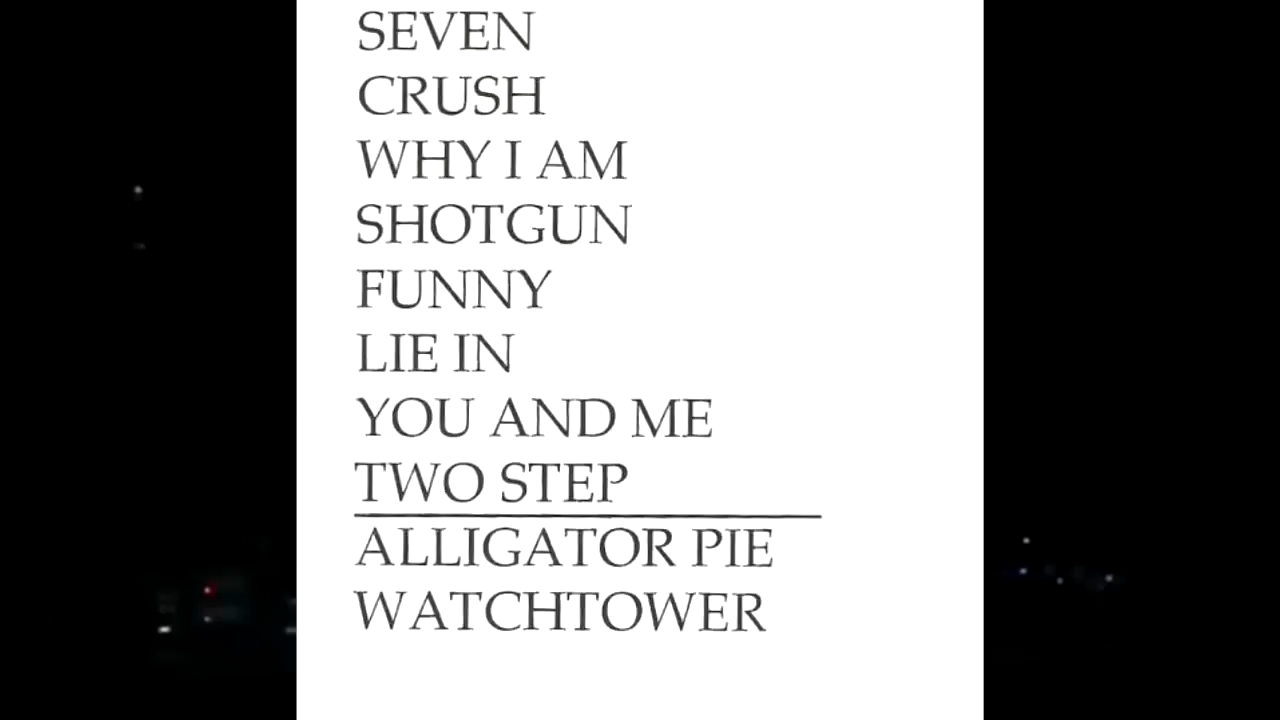 SEVEN
CRUSH
WHY I AM
SHOTGUN
FUNNY
LIE IN
YOU AND ME
TWO STEP
ALLIGATOR PIE
WATCHTOWER